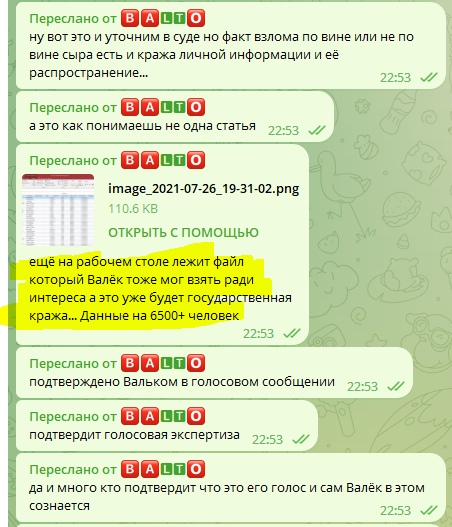 Переслано от BALTO
ну вот это и уточним в суде но факт взлома по вине или не по
вине сыра есть и кража личной информации и её
распространение...
22:53
Переслано от BALTO
а это как понимаешь не одна статья
22:53
Переслано от BALTO
image_2021-07-26_19-31-02.png
110.6 KB
ОТКРЫТЬ С ПОМОЩЬЮ
ещё на рабочем столе лежит файл
который Валёк тоже мог взять ради
интереса а это уже будет государственная
кража... Данные на 6500+ человек
22:53
Переслано от BALTO
подтверждено Вальком в голосовом сообщении
22:53
Переслано от BALTO
подтвердит голосовая экспертиза
22:53
Переслано от BALTO
да и много кто подтвердит что это его голос и сам Валёк в этом
сознается
22:53